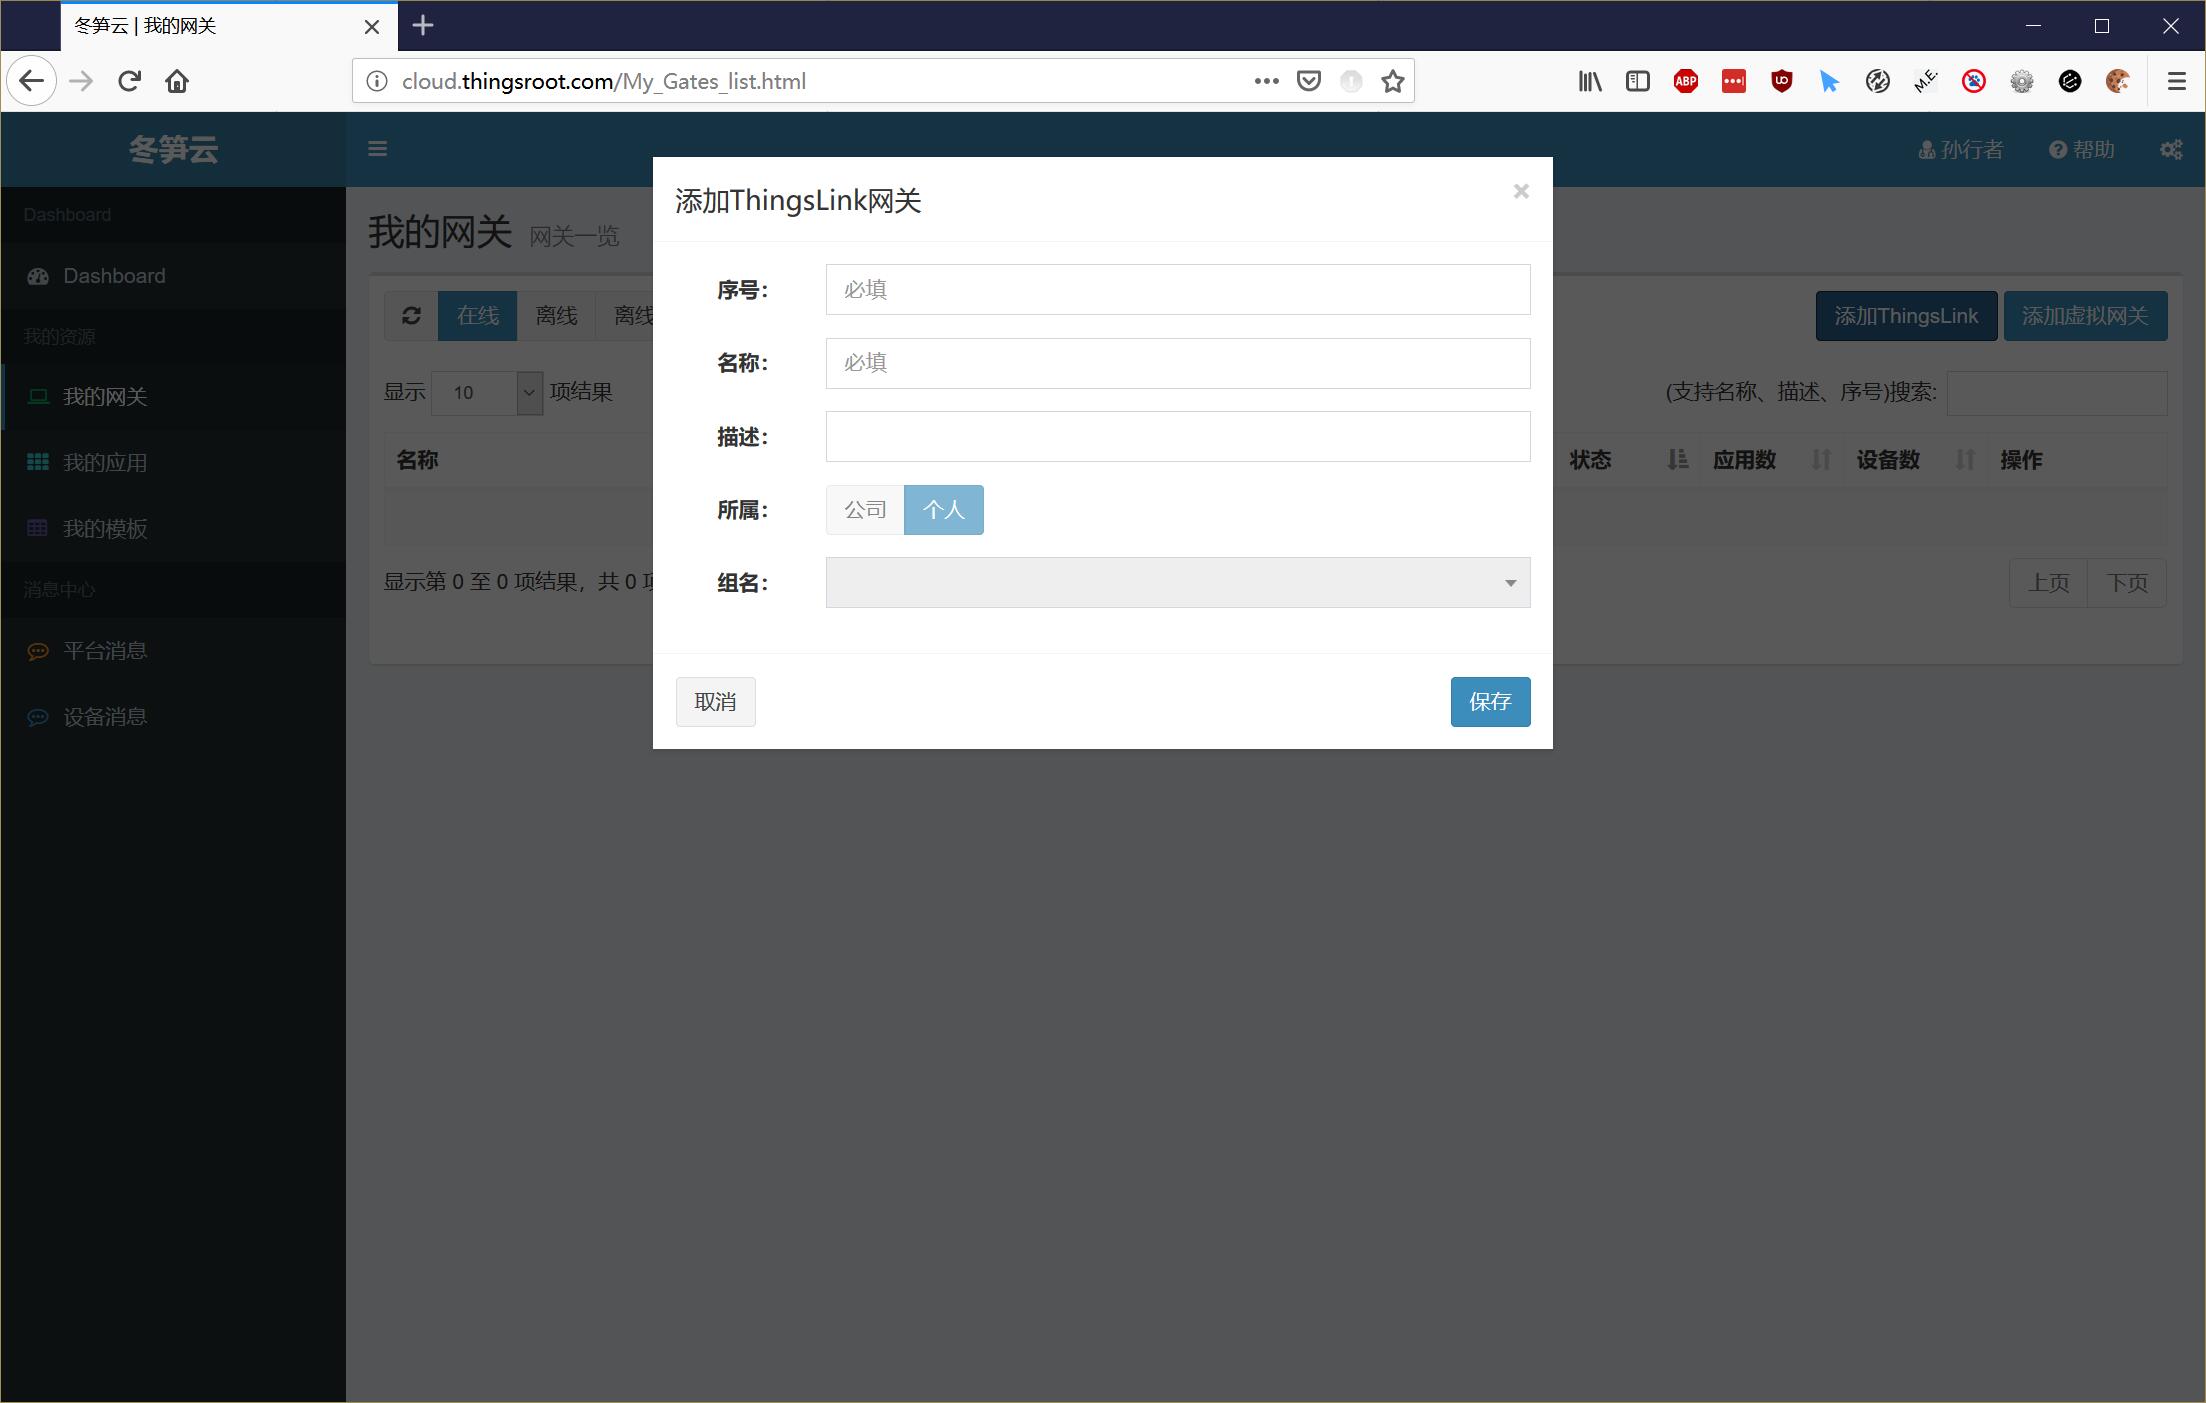 冬笋云 | 我的网关
cloud.thingsroot.com/My_Gates_list.html
ABP
M.E.
冬笋云
孙行者
帮助
Dashboard
Dashboard
我的资源
我的网关
我的应用
我的模板
消息中心
平台消息
设备消息
我的网关 网关一览
在线 离线 离线
添加ThingsLink 添加虚拟网关
显示 10 项结果
(支持名称、描述、序号)搜索:
名称 状态 应用数 设备数 操作
显示第 0 至 0 项结果，共 0 项
上页 下页
添加ThingsLink网关
序号： 必填
名称： 必填
描述：
所属： 公司 个人
组名：
取消 保存